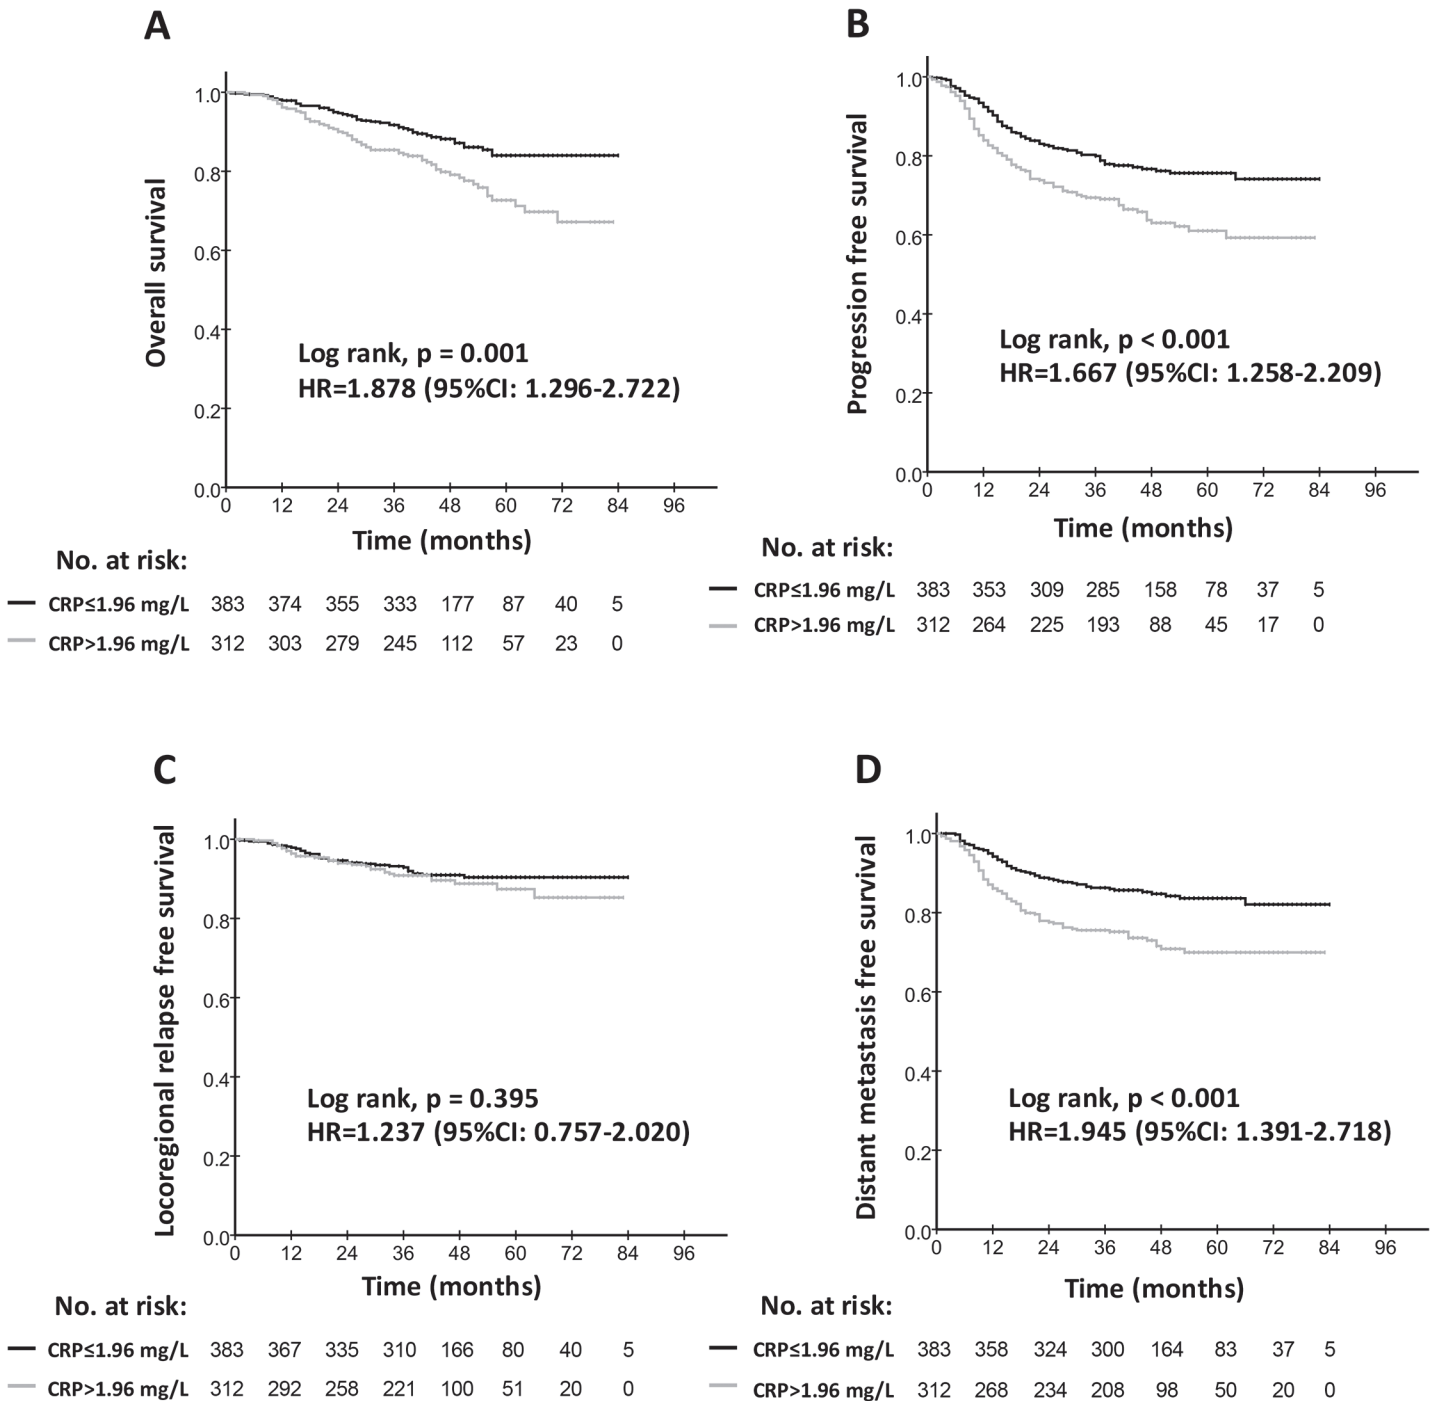 A
Overall survival
1.0
0.8
0.6
0.4
0.2
0.0
Log rank, p = 0.001
HR=1.878 (95%CI: 1.296-2.722)
0 12 24 36 48 60 72 84 96
Time (months)
No. at risk:
CRP≤1.96 mg/L 383 374 355 333 177 87 40 5
CRP>1.96 mg/L 312 303 279 245 112 57 23 0
B
Progression free survival
1.0
0.8
0.6
0.4
0.2
0.0
Log rank, p < 0.001
HR=1.667 (95%CI: 1.258-2.209)
0 12 24 36 48 60 72 84 96
Time (months)
No. at risk:
CRP≤1.96 mg/L 383 353 309 285 158 78 37 5
CRP>1.96 mg/L 312 264 225 193 88 45 17 0
C
Locoregional relapse free survival
1.0
0.8
0.6
0.4
0.2
0.0
Log rank, p = 0.395
HR=1.237 (95%CI: 0.757-2.020)
0 12 24 36 48 60 72 84 96
Time (months)
No. at risk:
CRP≤1.96 mg/L 383 367 335 310 166 80 40 5
CRP>1.96 mg/L 312 292 258 221 100 51 20 0
D
Distant metastasis free survival
1.0
0.8
0.6
0.4
0.2
0.0
Log rank, p < 0.001
HR=1.945 (95%CI: 1.391-2.718)
0 12 24 36 48 60 72 84 96
Time (months)
No. at risk:
CRP≤1.96 mg/L 383 358 324 300 164 83 37 5
CRP>1.96 mg/L 312 268 234 208 98 50 20 0